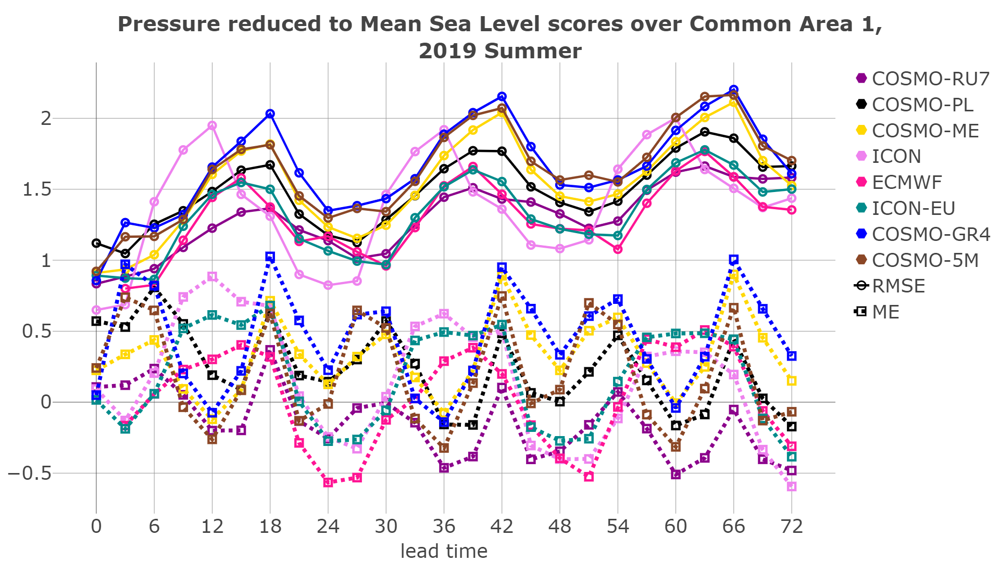 Pressure reduced to Mean Sea Level scores over Common Area 1,
2019 Summer
2
1.5
1
0.5
0
−0.5
0 6 12 18 24 30 36 42 48 54 60 66 72
lead time
COSMO-RU7
COSMO-PL
COSMO-ME
ICON
ECMWF
ICON-EU
COSMO-GR4
COSMO-5M
RMSE
ME